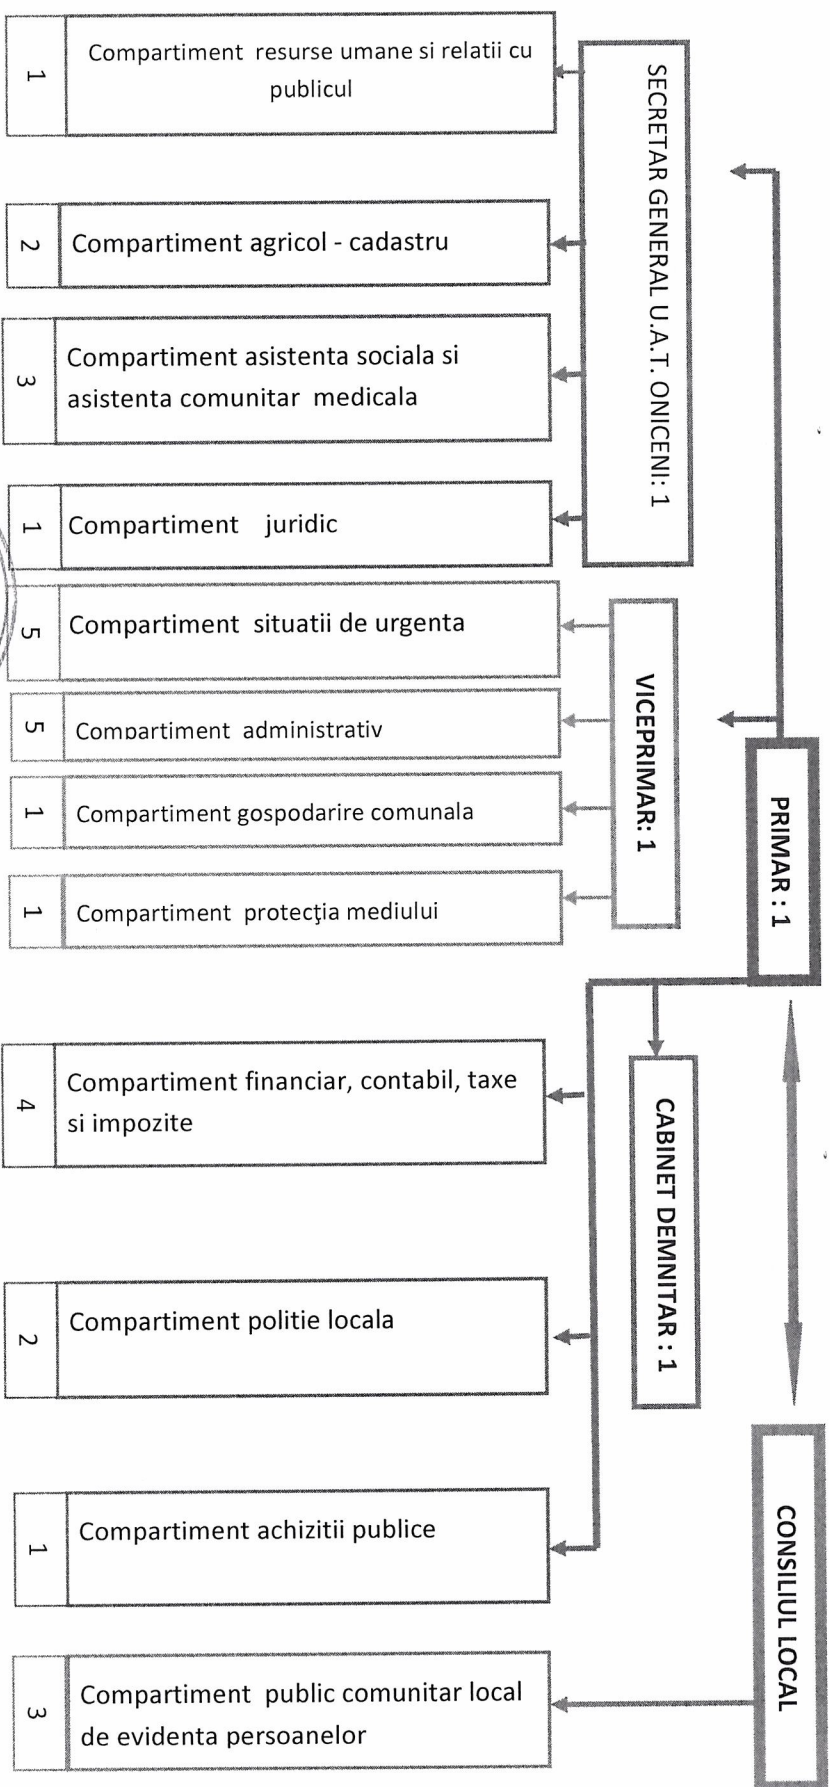 PRIMAR : 1
CONSILIUL LOCAL
SECRETAR GENERAL U.A.T. ONICENI: 1
VICEPRIMAR: 1
CABINET DEMNITAR : 1
Compartiment resurse umane si relatii cu
publicul
1
Compartiment agricol - cadastru
2
Compartiment asistenta sociala si
asistenta comunitar medicala
3
Compartiment juridic
1
Compartiment situatii de urgenta
5
Compartiment administrativ
5
Compartiment gospodarire comunala
1
Compartiment protecţia mediului
1
Compartiment financiar, contabil, taxe
si impozite
4
Compartiment politie locala
2
Compartiment achizitii publice
1
Compartiment public comunitar local
de evidenta persoanelor
3